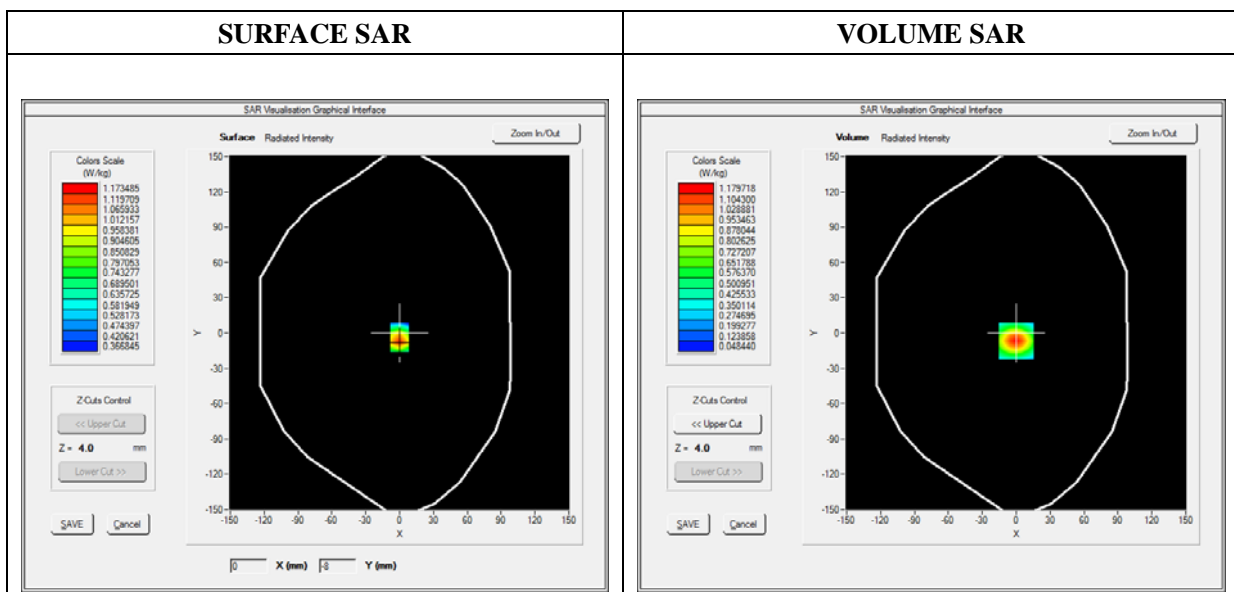 SURFACE SAR
VOLUME SAR
SAR Visualisation Graphical Interface
Surface Radiated Intensity
Zoom In/Out
Colors Scale
(W/kg)
1.173485
1.119709
1.065933
1.012157
0.958381
0.904605
0.850829
0.797053
0.743277
0.689501
0.635725
0.581949
0.528173
0.474397
0.420621
0.366845
Z-Cuts Control
<< Upper Cut
Z = 4.0 mm
Lower Cut >>
SAVE Cancel
150
120
90
60
30
0
-30
-60
-90
-120
-150
Y
-150 -120 -90 -60 -30 0 30 60 90 120 150
X
0 X (mm) -8 Y (mm)
SAR Visualisation Graphical Interface
Volume Radiated Intensity
Zoom In/Out
Colors Scale
(W/kg)
1.179718
1.104300
1.028881
0.953463
0.878044
0.802625
0.727207
0.651788
0.576370
0.500951
0.425533
0.350114
0.274695
0.199277
0.123858
0.048440
Z-Cuts Control
<< Upper Cut
Z = 4.0 mm
Lower Cut >>
SAVE Cancel
150
120
90
60
30
0
-30
-60
-90
-120
-150
Y
-150 -120 -90 -60 -30 0 30 60 90 120 150
X